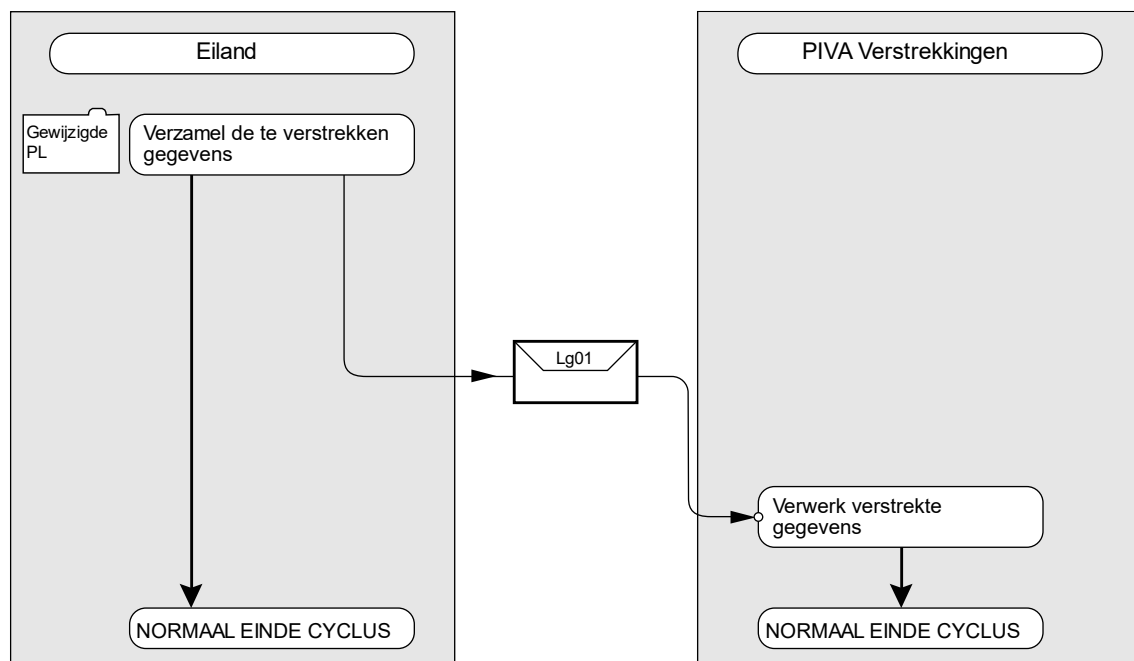 Eiland
PIVA Verstrekkingen
Gewijzigde
PL
Verzamel de te verstrekken
gegevens
Lg01
Verwerk verstrekte
gegevens
NORMAAL EINDE CYCLUS
NORMAAL EINDE CYCLUS